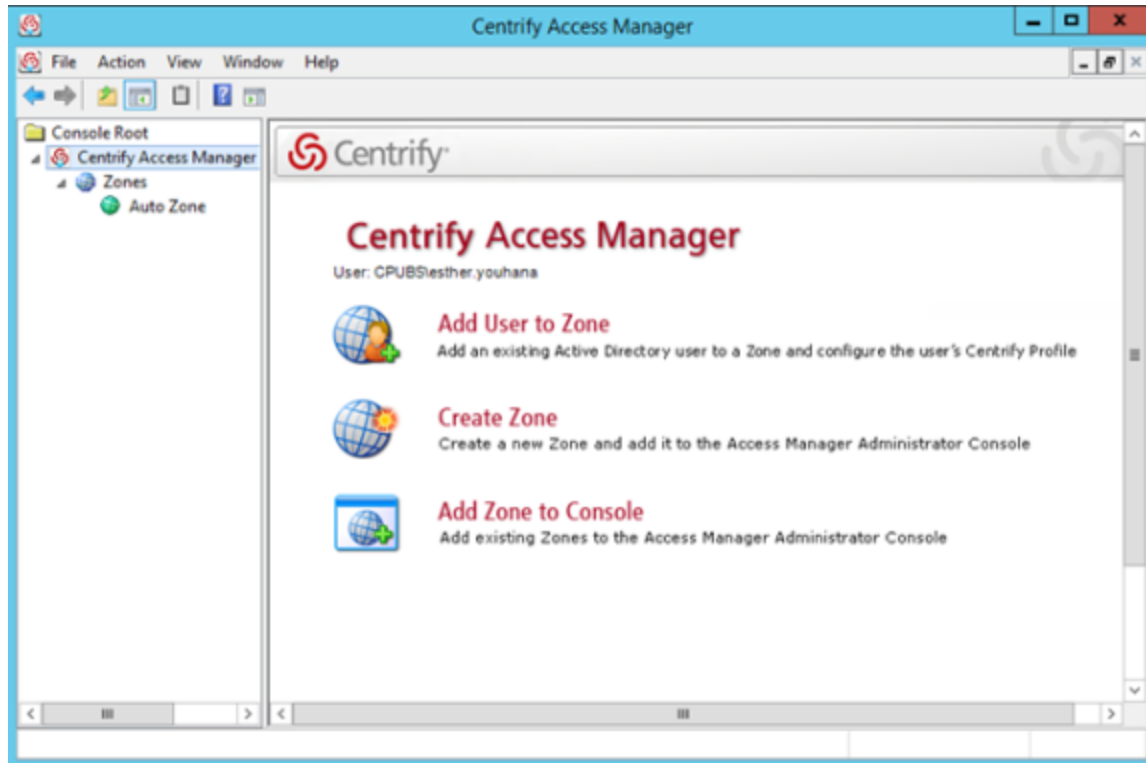 Centrify Access Manager
File Action View Window Help
Console Root
Centrify Access Manager
Zones
Auto Zone
Centrify
Centrify Access Manager
User: CPUBS\esther.youhana
Add User to Zone
Add an existing Active Directory user to a Zone and configure the user's Centrify Profile
Create Zone
Create a new Zone and add it to the Access Manager Administrator Console
Add Zone to Console
Add existing Zones to the Access Manager Administrator Console